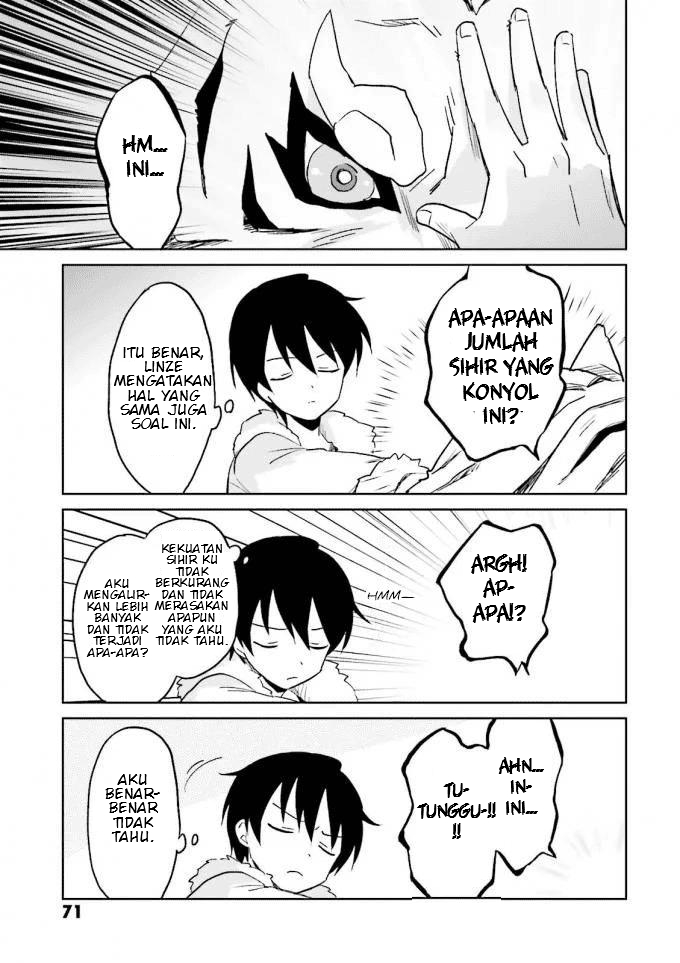 HM...
INI...
APA-APAAN
JUMLAH
SIHIR YANG
KONYOL
INI?
ITU BENAR,
LINZE
MENGATAKAN
HAL YANG
SAMA JUGA
SOAL INI.
ARGH!
AP-
APA!?
HMM—
KEKUATAN
SIHIR KU
TIDAK
BERKURANG
DAN TIDAK
MERASAKAN
APAPUN
YANG AKU
TIDAK TAHU.
AKU
MENGALIR-
KAN LEBIH
BANYAK
DAN TIDAK
TERJADI
APA-APA?
AHN...
IN-
INI...
TU-
TUNGGU-!!
!!
AKU
BENAR-
BENAR
TIDAK
TAHU.
71